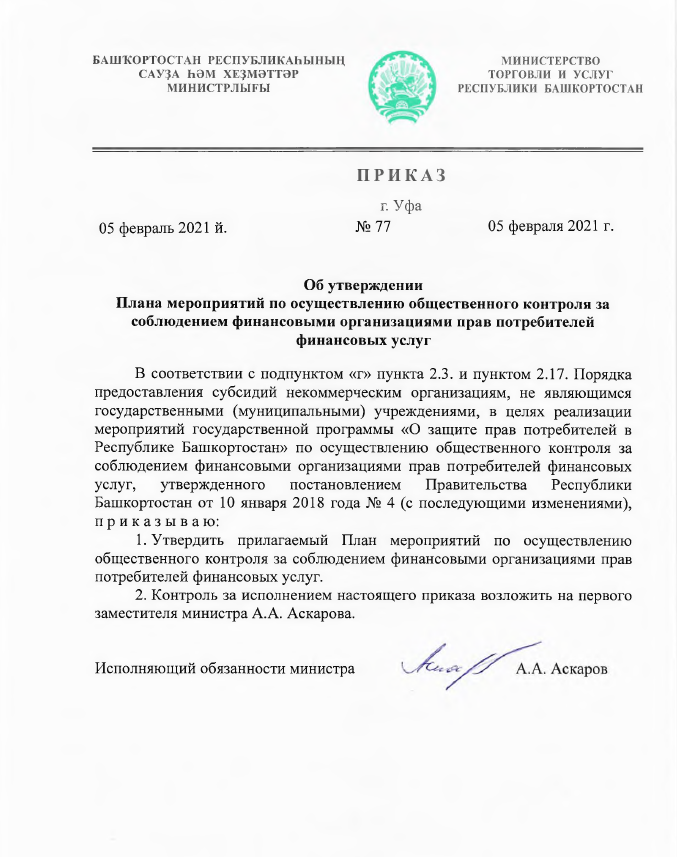 БАШҠОРТОСТАН РЕСПУБЛИКАҺЫНЫҢ
САУҘА ҺӘМ ХЕҘМӘТТӘР
МИНИСТРЛЫҒЫ
МИНИСТЕРСТВО
ТОРГОВЛИ И УСЛУГ
РЕСПУБЛИКИ БАШКОРТОСТАН
П Р И К А З
г. Уфа
05 февраль 2021 й. № 77 05 февраля 2021 г.
Об утверждении
Плана мероприятий по осуществлению общественного контроля за
соблюдением финансовыми организациями прав потребителей
финансовых услуг
В соответствии с подпунктом «г» пункта 2.3. и пунктом 2.17. Порядка
предоставления субсидий некоммерческим организациям, не являющимся
государственными (муниципальными) учреждениями, в целях реализации
мероприятий государственной программы «О защите прав потребителей в
Республике Башкортостан» по осуществлению общественного контроля за
соблюдением финансовыми организациями прав потребителей финансовых
услуг, утвержденного постановлением Правительства Республики
Башкортостан от 10 января 2018 года № 4 (с последующими изменениями),
п р и к а з ы в а ю:
1. Утвердить прилагаемый План мероприятий по осуществлению
общественного контроля за соблюдением финансовыми организациями прав
потребителей финансовых услуг.
2. Контроль за исполнением настоящего приказа возложить на первого
заместителя министра А.А. Аскарова.
Исполняющий обязанности министра А.А. Аскаров